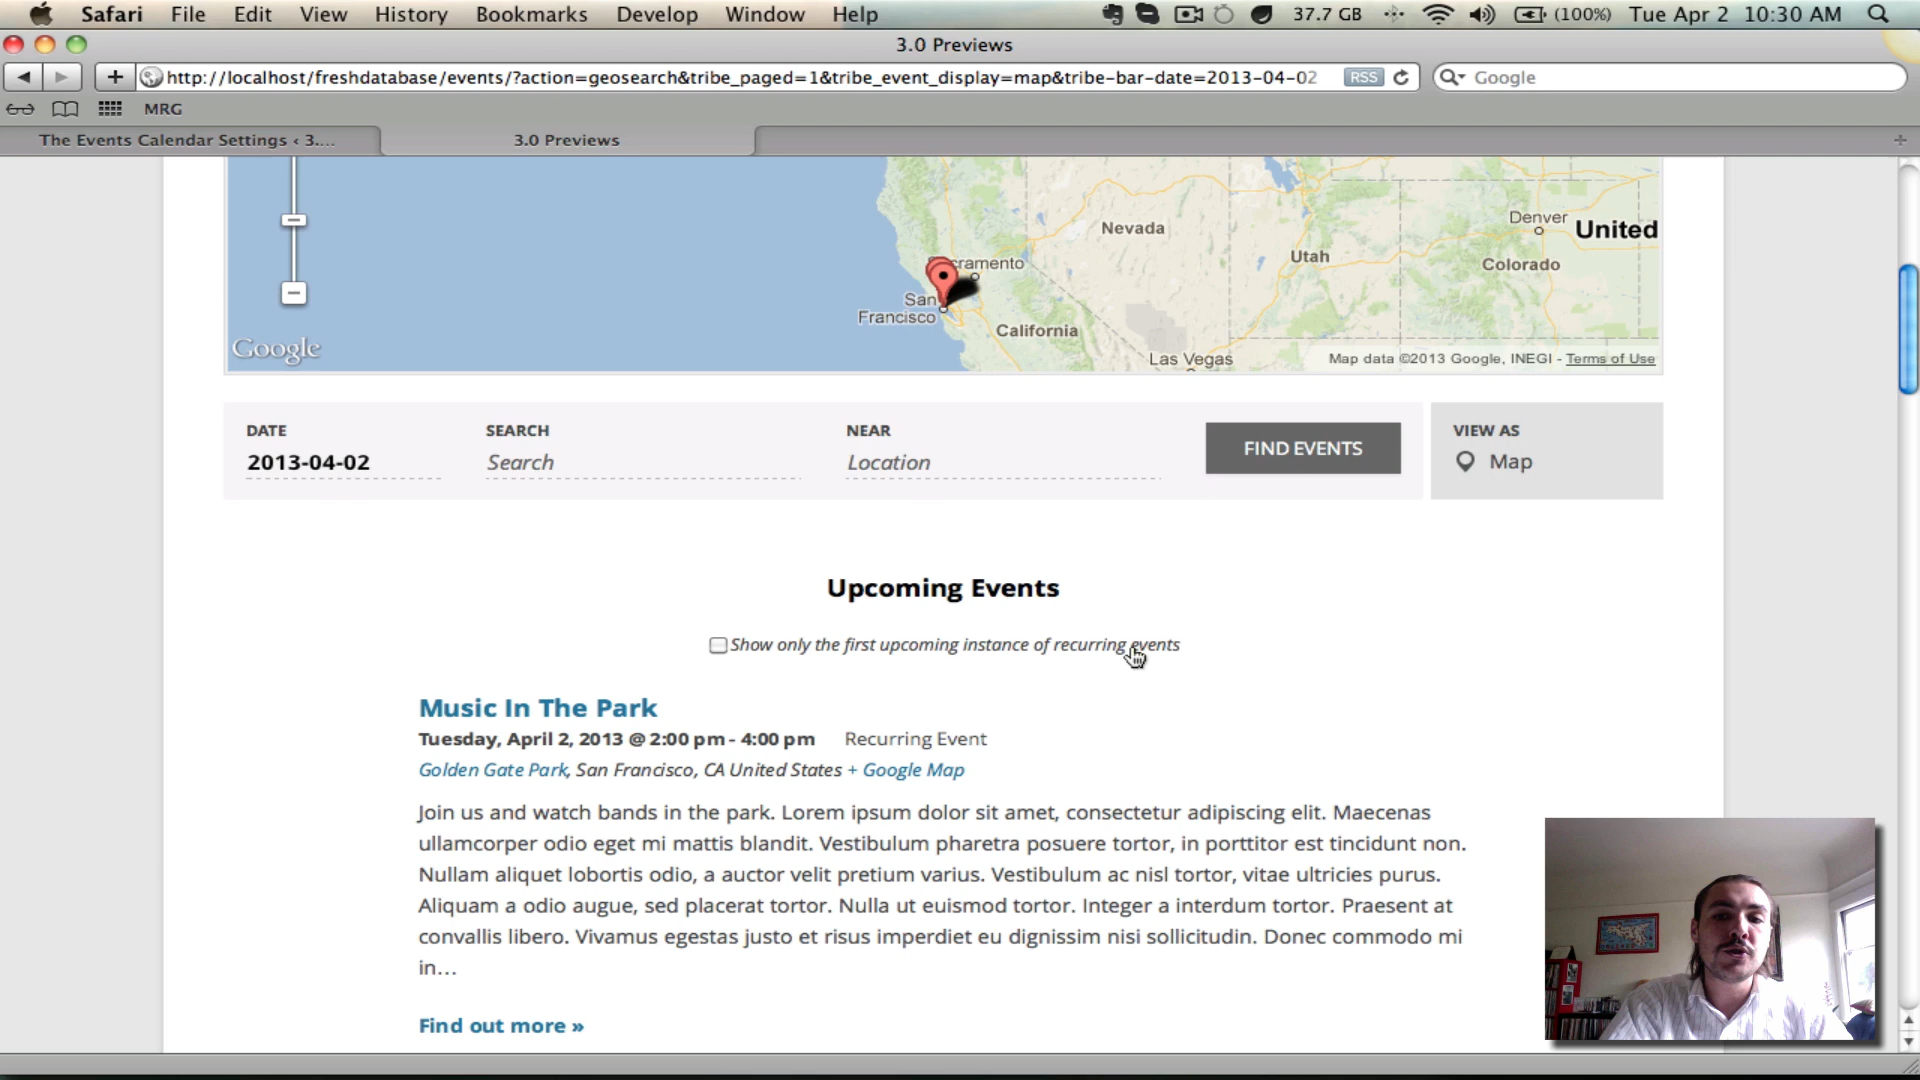 Safari File Edit View History Bookmarks Develop Window Help 37.7 GB (100%) Tue Apr 2 10:30 AM
3.0 Previews
http://localhost/freshdatabase/events/?action=geosearch&tribe_paged=1&tribe_event_display=map&tribe-bar-date=2013-04-02 RSS Google
MRG
The Events Calendar Settings ‹ 3.... 3.0 Previews
Nevada
Denver
United
Utah
Colorado
cramento
San
Francisco
California
Las Vegas
Google
Map data ©2013 Google, INEGI - Terms of Use
DATE SEARCH NEAR FIND EVENTS VIEW AS
2013-04-02 Search Location Map
Upcoming Events
Show only the first upcoming instance of recurring events
Music In The Park
Tuesday, April 2, 2013 @ 2:00 pm - 4:00 pm Recurring Event
Golden Gate Park, San Francisco, CA United States + Google Map
Join us and watch bands in the park. Lorem ipsum dolor sit amet, consectetur adipiscing elit. Maecenas
ullamcorper odio eget mi mattis blandit. Vestibulum pharetra posuere tortor, in porttitor est tincidunt non.
Nullam aliquet lobortis odio, a auctor velit pretium varius. Vestibulum ac nisl tortor, vitae ultricies purus.
Aliquam a odio augue, sed placerat tortor. Nulla ut euismod tortor. Integer a interdum tortor. Praesent at
convallis libero. Vivamus egestas justo et risus imperdiet eu dignissim nisi sollicitudin. Donec commodo mi
in...
Find out more »